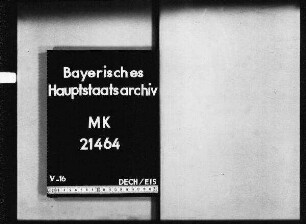 Bayerisches
Hauptstaatsarchiv
MK
21464
V-16
DECH/EIS